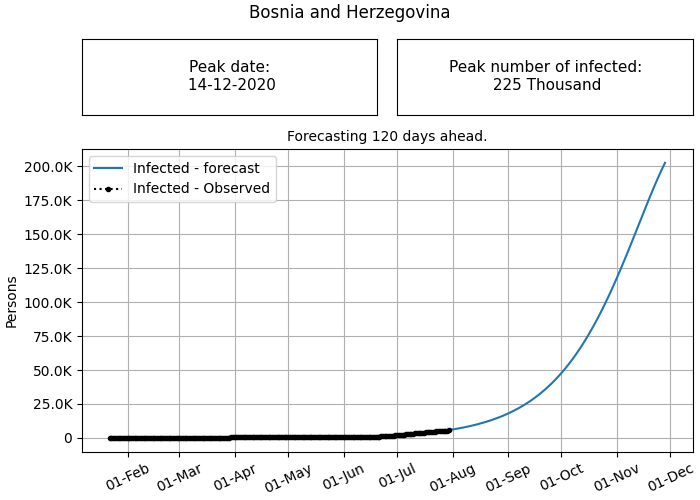 Bosnia and Herzegovina
Peak date:
14-12-2020
Peak number of infected:
225 Thousand
Forecasting 120 days ahead.
Infected - forecast
Infected - Observed
Persons
200.0K
175.0K
150.0K
125.0K
100.0K
75.0K
50.0K
25.0K
0
01-Feb
01-Mar
01-Apr
01-May
01-Jun
01-Jul
01-Aug
01-Sep
01-Oct
01-Nov
01-Dec